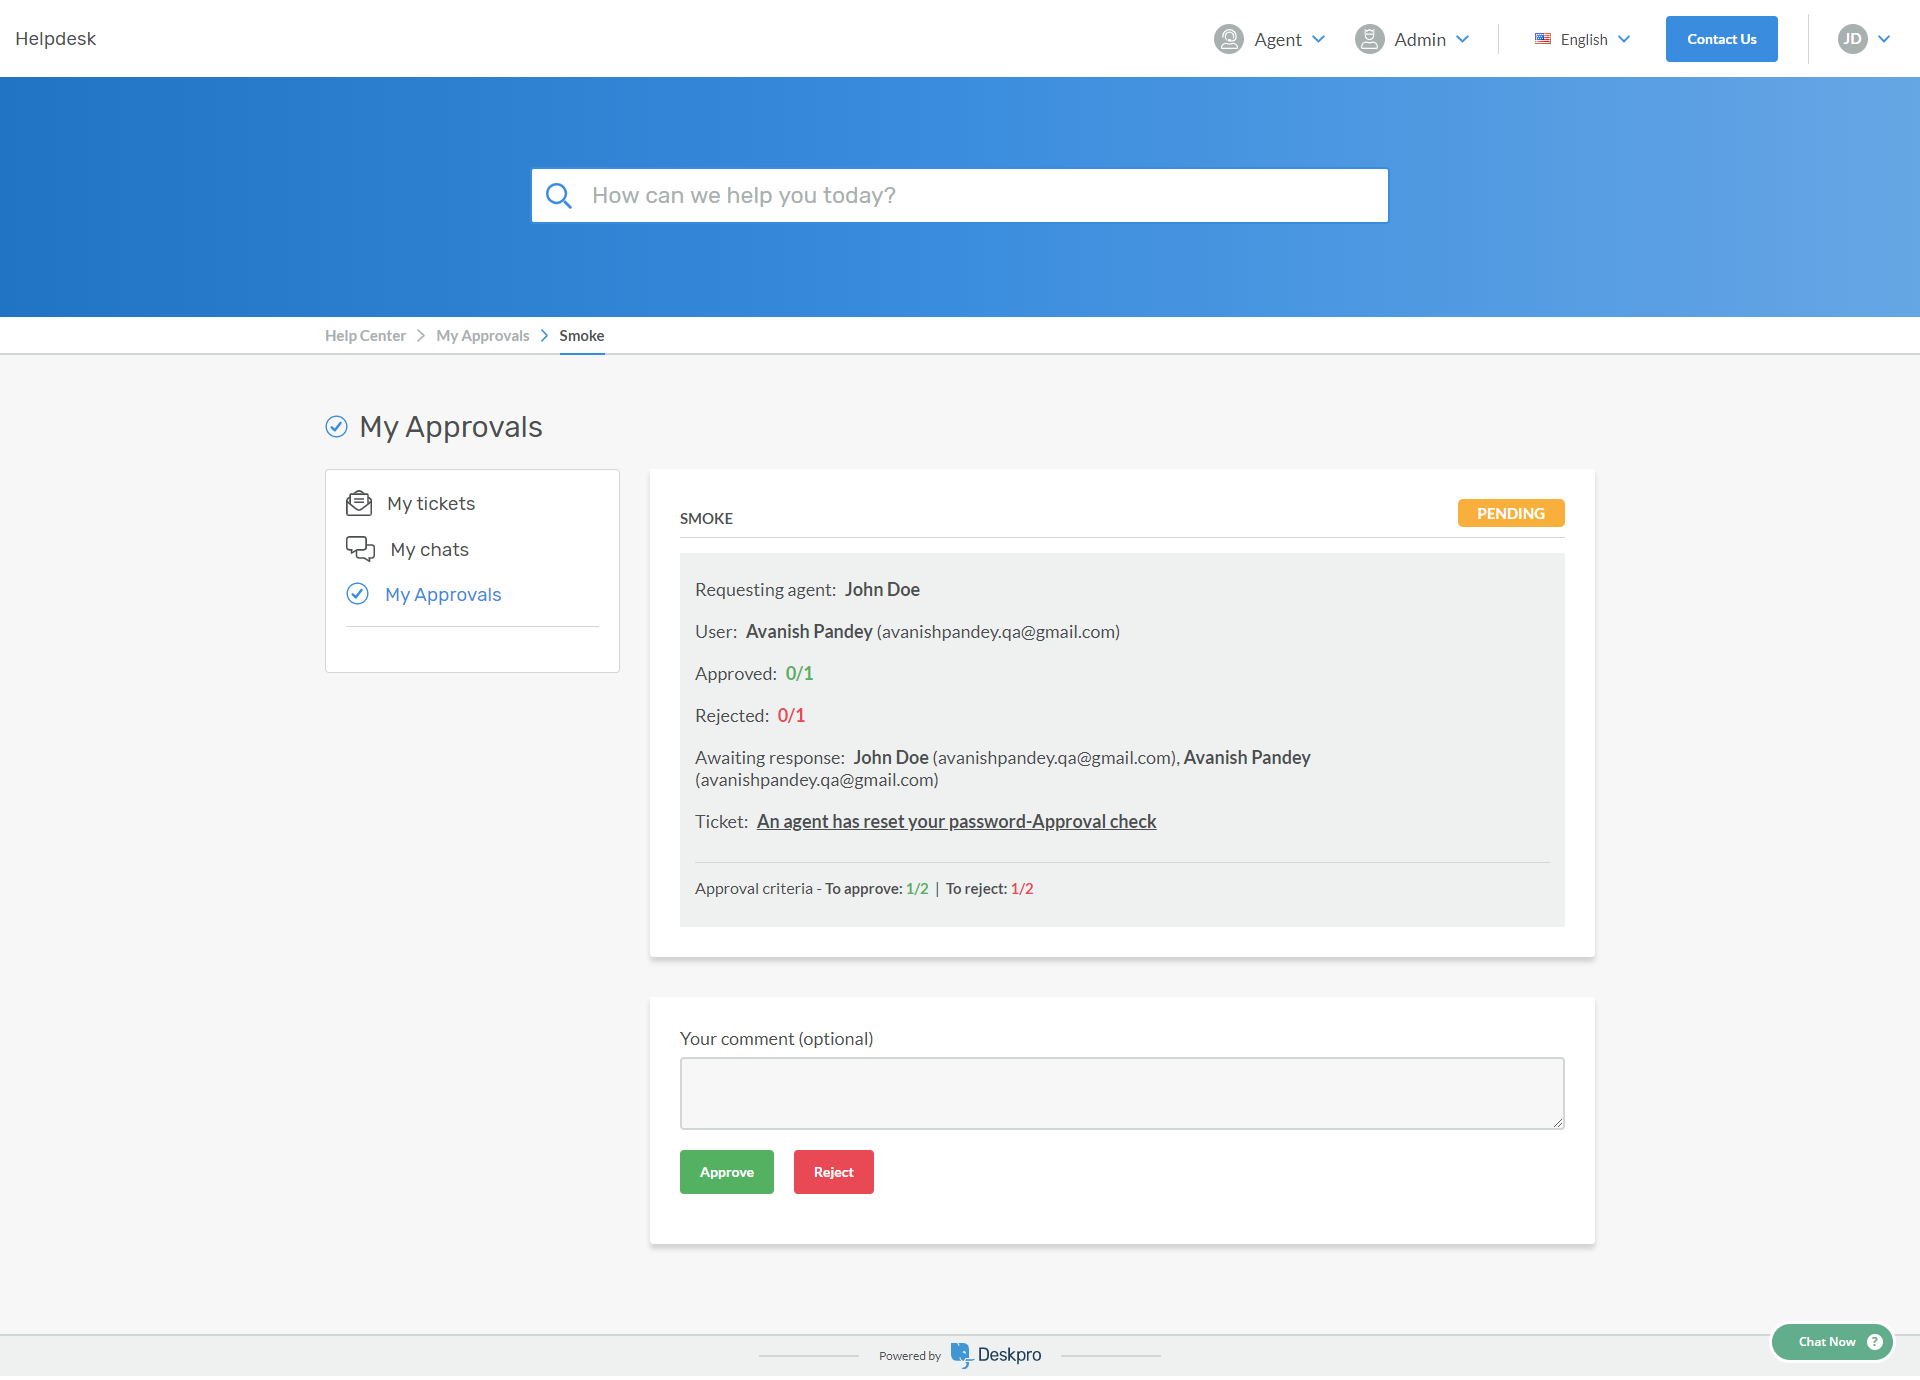 Helpdesk
Agent
Admin
English
Contact Us
JD
How can we help you today?
Help Center
My Approvals
Smoke
My Approvals
My tickets
My chats
My Approvals
SMOKE
PENDING
Requesting agent: John Doe
User: Avanish Pandey (avanishpandey.qa@gmail.com)
Approved: 0/1
Rejected: 0/1
Awaiting response: John Doe (avanishpandey.qa@gmail.com), Avanish Pandey
(avanishpandey.qa@gmail.com)
Ticket: An agent has reset your password-Approval check
Approval criteria - To approve: 1/2 | To reject: 1/2
Your comment (optional)
Approve
Reject
Powered by Deskpro
Chat Now ?